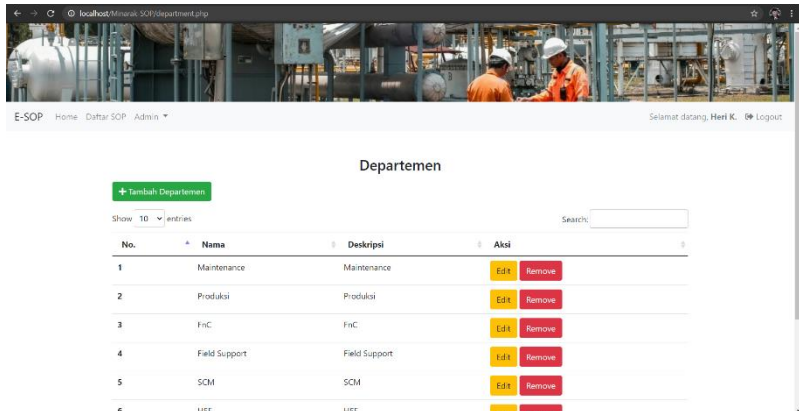 localhost/Minarak-SOP/department.php
E-SOP Home Daftar SOP Admin Selamat datang, Heri K. Logout
Departemen
+ Tambah Departemen
Show 10 entries Search:
No. Nama Deskripsi Aksi
1 Maintenance Maintenance Edit Remove
2 Produksi Produksi Edit Remove
3 FnC FnC Edit Remove
4 Field Support Field Support Edit Remove
5 SCM SCM Edit Remove